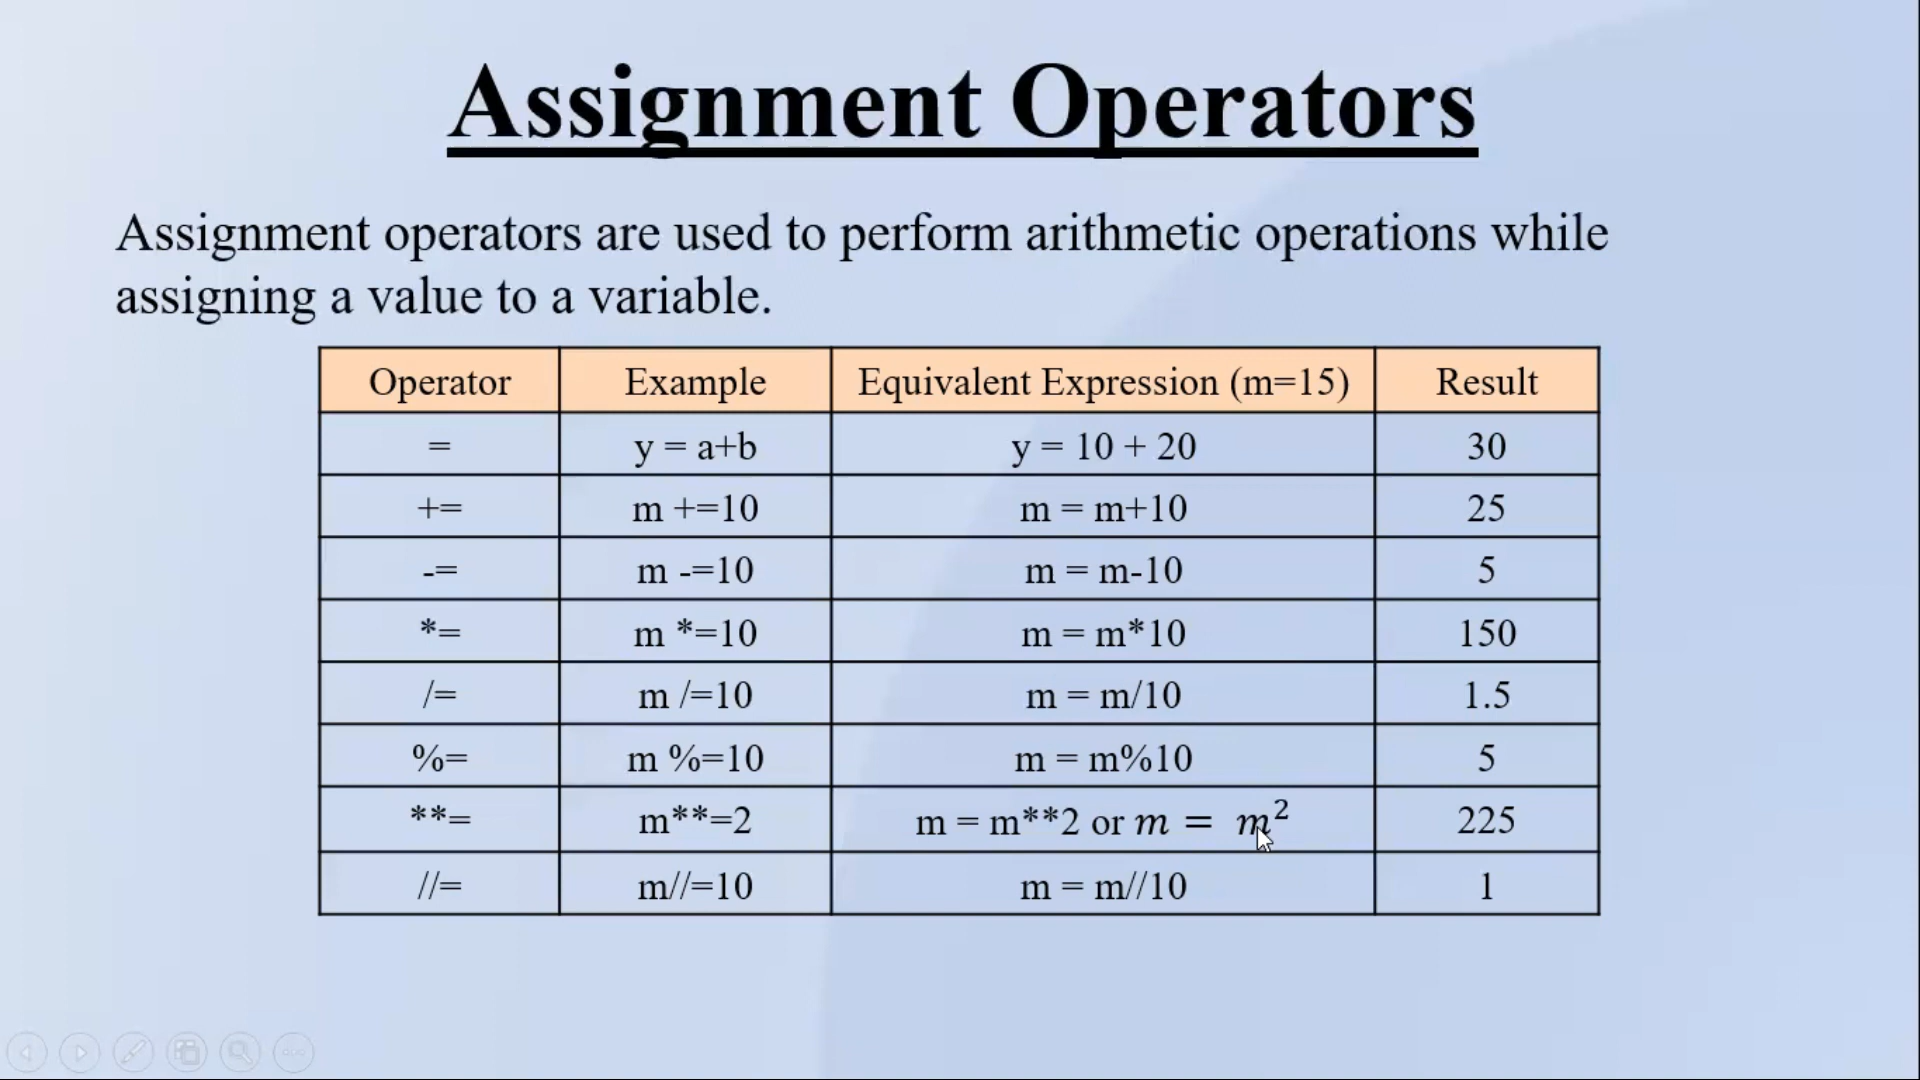 Assignment Operators
Assignment operators are used to perform arithmetic operations while
assigning a value to a variable.
Operator Example Equivalent Expression (m=15) Result
= y = a+b y = 10 + 20 30
+= m +=10 m = m+10 25
-= m -=10 m = m-10 5
*= m *=10 m = m*10 150
/= m /=10 m = m/10 1.5
%= m %=10 m = m%10 5
**= m**=2 m = m**2 or m = m² 225
//= m//=10 m = m//10 1